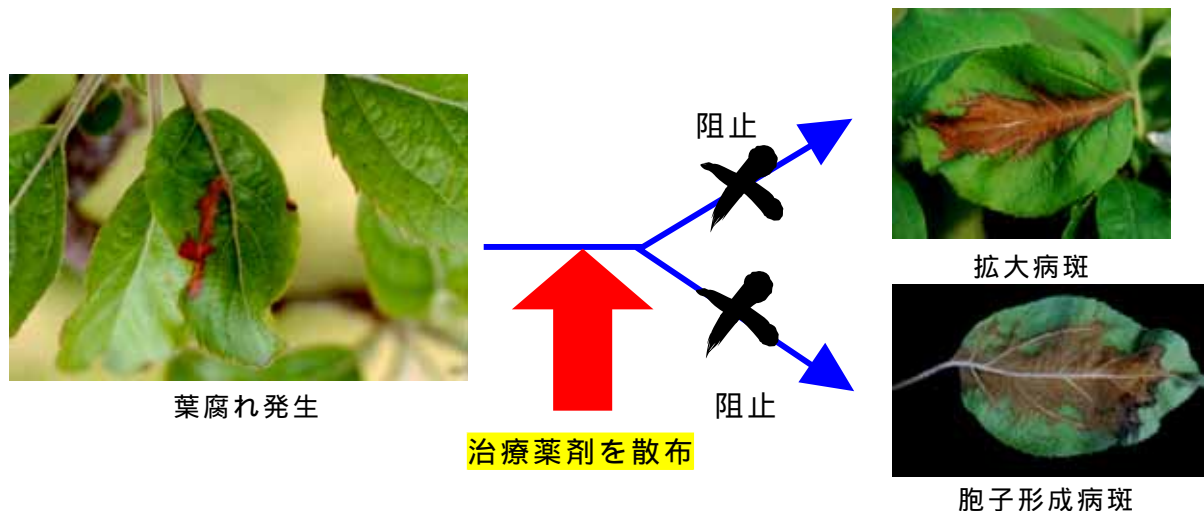 葉腐れ発生
阻止
阻止
治療薬剤を散布
拡大病斑
胞子形成病斑